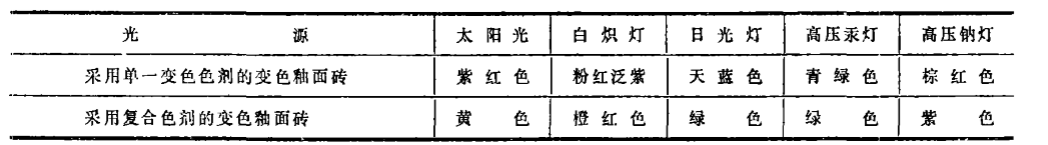 光源 太阳光 白炽灯 日光灯 高压汞灯 高压钠灯
采用单一变色色剂的变色釉面砖 紫红色 粉红泛紫 天蓝色 青绿色 棕红色
采用复合色剂的变色釉面砖 黄色 橙红色 绿色 绿色 紫色